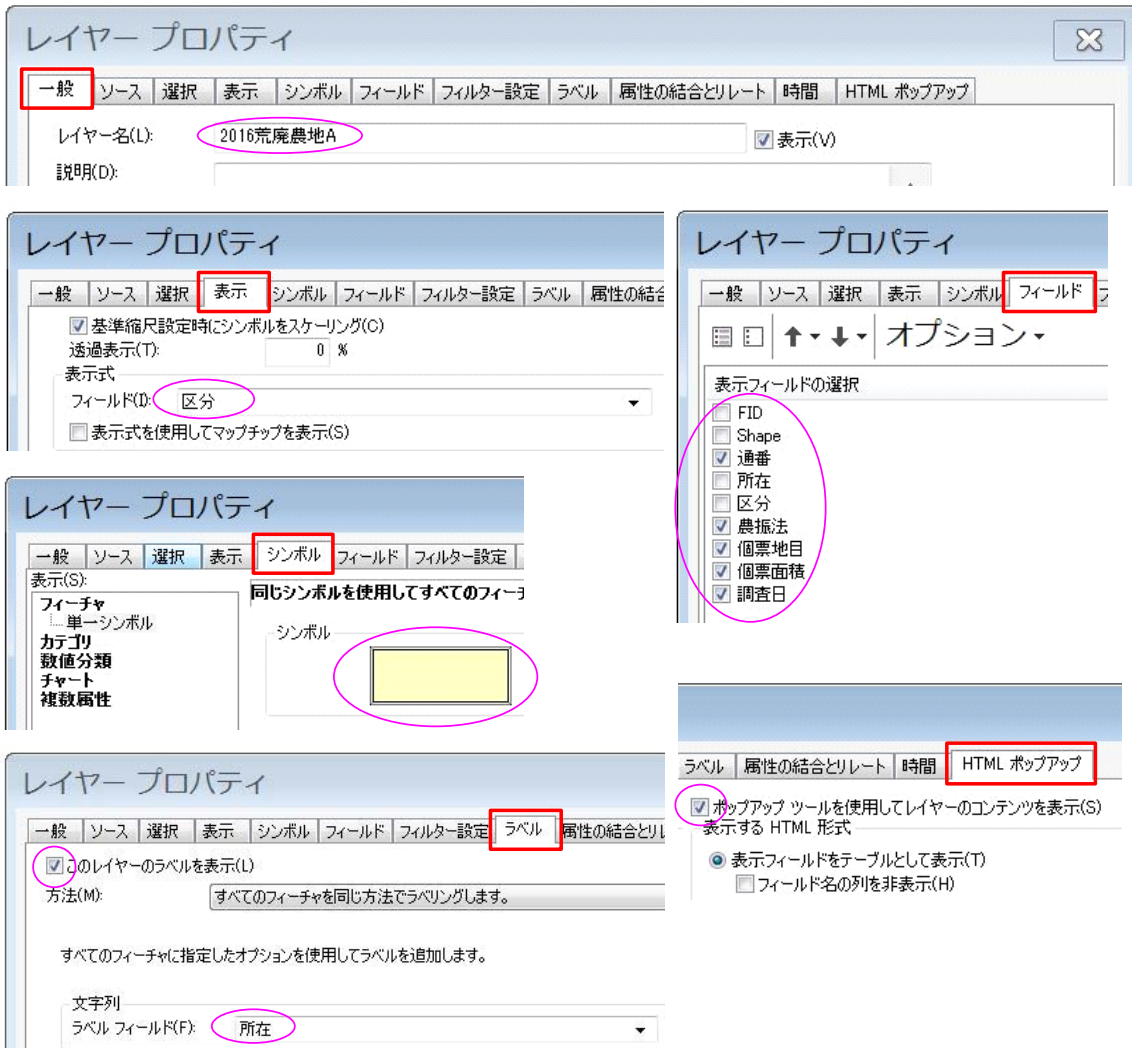 レイヤー プロパティ
一般 ソース 選択 表示 シンボル フィールド フィルター設定 ラベル 属性の結合とリレート 時間 HTML ポップアップ
レイヤー名(L): 2016荒廃農地A 表示(V)
説明(D):
レイヤー プロパティ
一般 ソース 選択 表示 シンボル フィールド フィルター設定 ラベル 属性の結合
基準縮尺設定時にシンボルをスケーリング(C)
透過表示(T): 0 %
表示式
フィールド(I): 区分
表示式を使用してマップチップを表示(S)
レイヤー プロパティ
一般 ソース 選択 表示 シンボル フィールド
オプション
表示フィールドの選択
FID
Shape
通番
所在
区分
農振法
個票地目
個票面積
調査日
レイヤー プロパティ
一般 ソース 選択 表示 シンボル フィールド フィルター設定
表示(S):
同じシンボルを使用してすべてのフィーチ
フィーチャ
単一シンボル
カテゴリ
数値分類
チャート
複数属性
シンボル
レイヤー プロパティ
一般 ソース 選択 表示 シンボル フィールド フィルター設定 ラベル 属性の結合とリレ
このレイヤーのラベルを表示(L)
方法(M): すべてのフィーチャを同じ方法でラベリングします。
すべてのフィーチャに指定したオプションを使用してラベルを追加します。
文字列
ラベル フィールド(F): 所在
ラベル 属性の結合とリレート 時間 HTML ポップアップ
ポップアップ ツールを使用してレイヤーのコンテンツを表示(S)
表示する HTML 形式
表示フィールドをテーブルとして表示(T)
フィールド名の列を非表示(H)